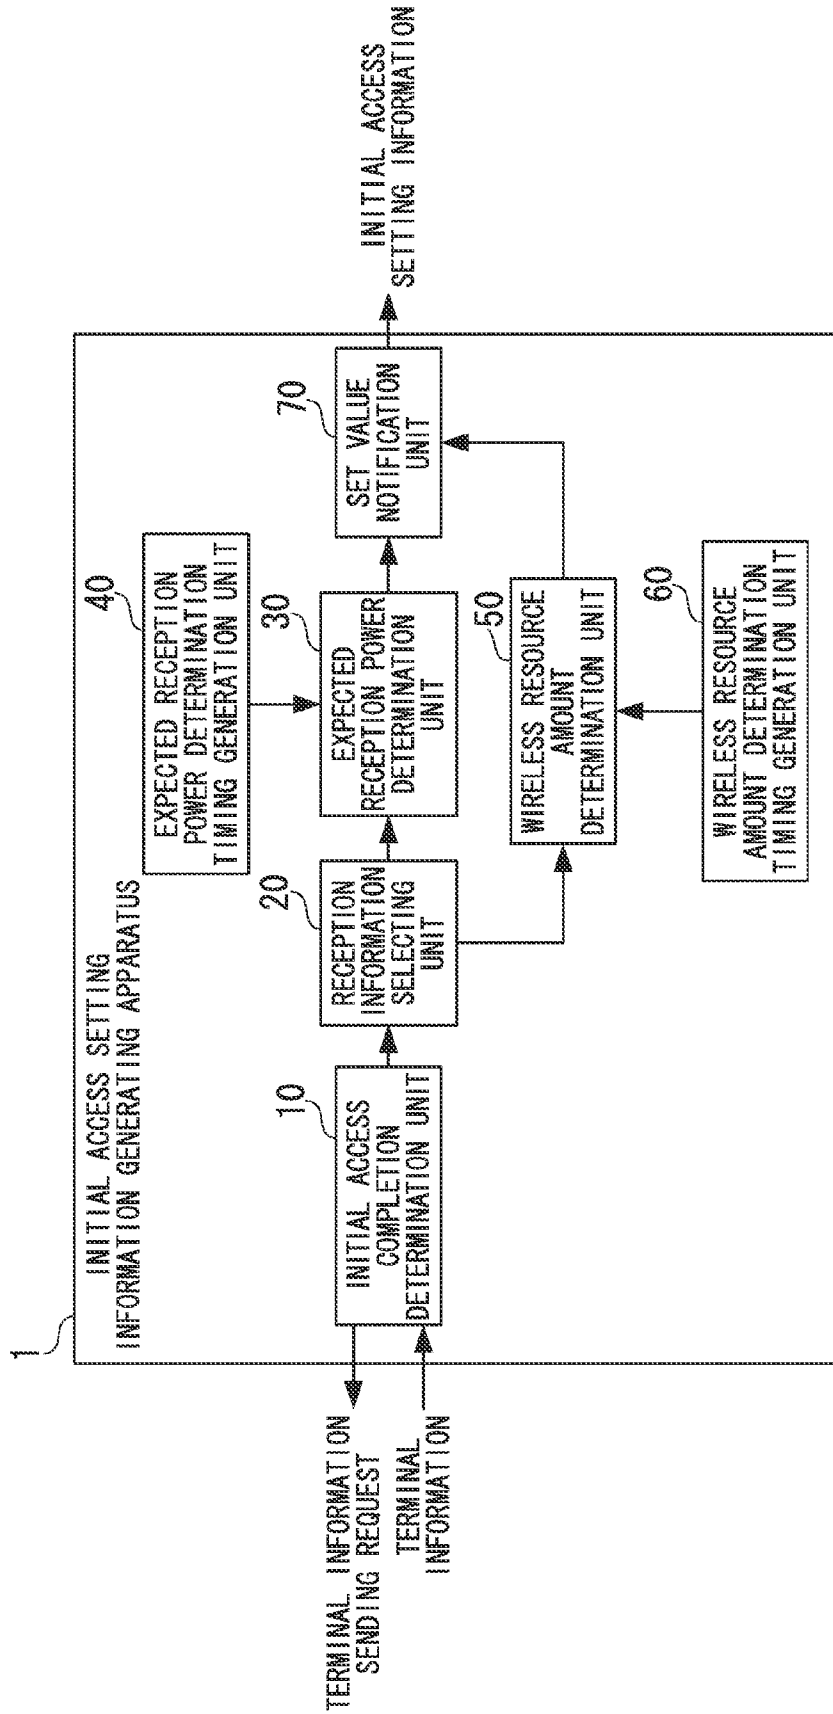 1
INITIAL ACCESS SETTING
INFORMATION GENERATING APPARATUS
TERMINAL INFORMATION
SENDING REQUEST
TERMINAL
INFORMATION
10
INITIAL ACCESS
COMPLETION
DETERMINATION UNIT
20
RECEPTION
INFORMATION
SELECTING
UNIT
40
EXPECTED RECEPTION
POWER DETERMINATION
TIMING GENERATION UNIT
30
EXPECTED
RECEPTION POWER
DETERMINATION
UNIT
50
WIRELESS RESOURCE
AMOUNT
DETERMINATION UNIT
60
WIRELESS RESOURCE
AMOUNT DETERMINATION
TIMING GENERATION UNIT
70
SET VALUE
NOTIFICATION
UNIT
INITIAL ACCESS
SETTING INFORMATION